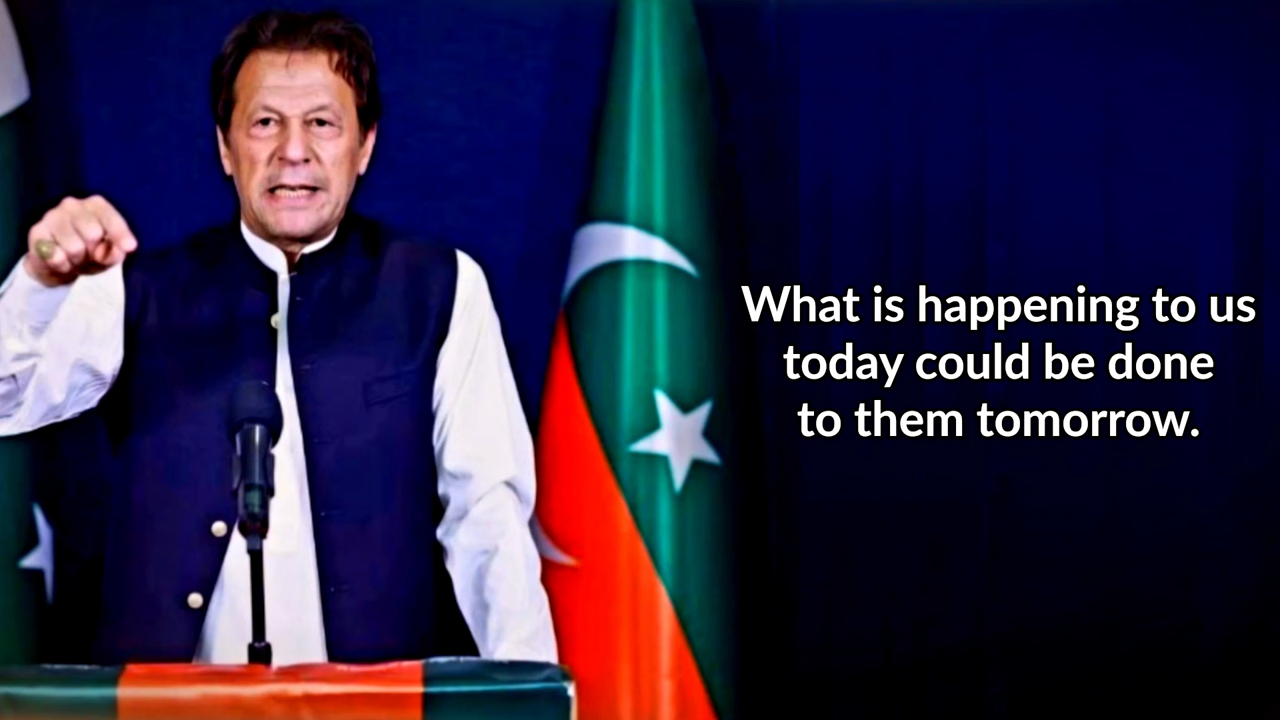 What is happening to us
today could be done
to them tomorrow.